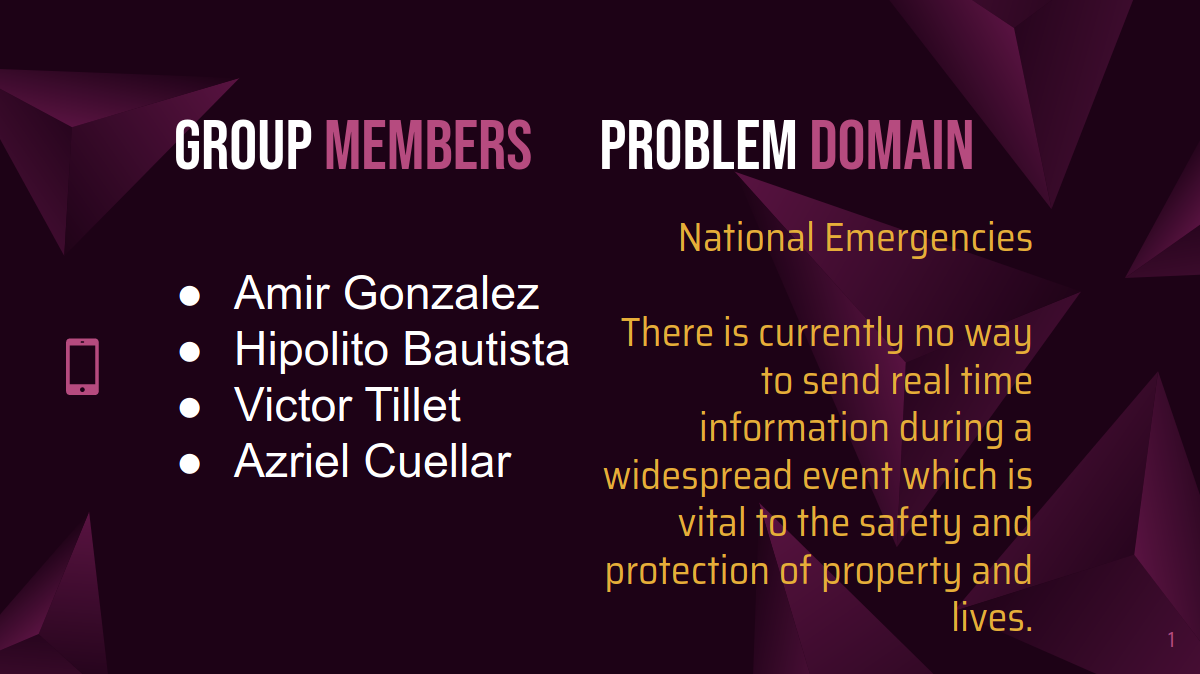 GROUP MEMBERS
● Amir Gonzalez
● Hipolito Bautista
● Victor Tillet
● Azriel Cuellar
PROBLEM DOMAIN
National Emergencies
There is currently no way
to send real time
information during a
widespread event which is
vital to the safety and
protection of property and
lives.
1